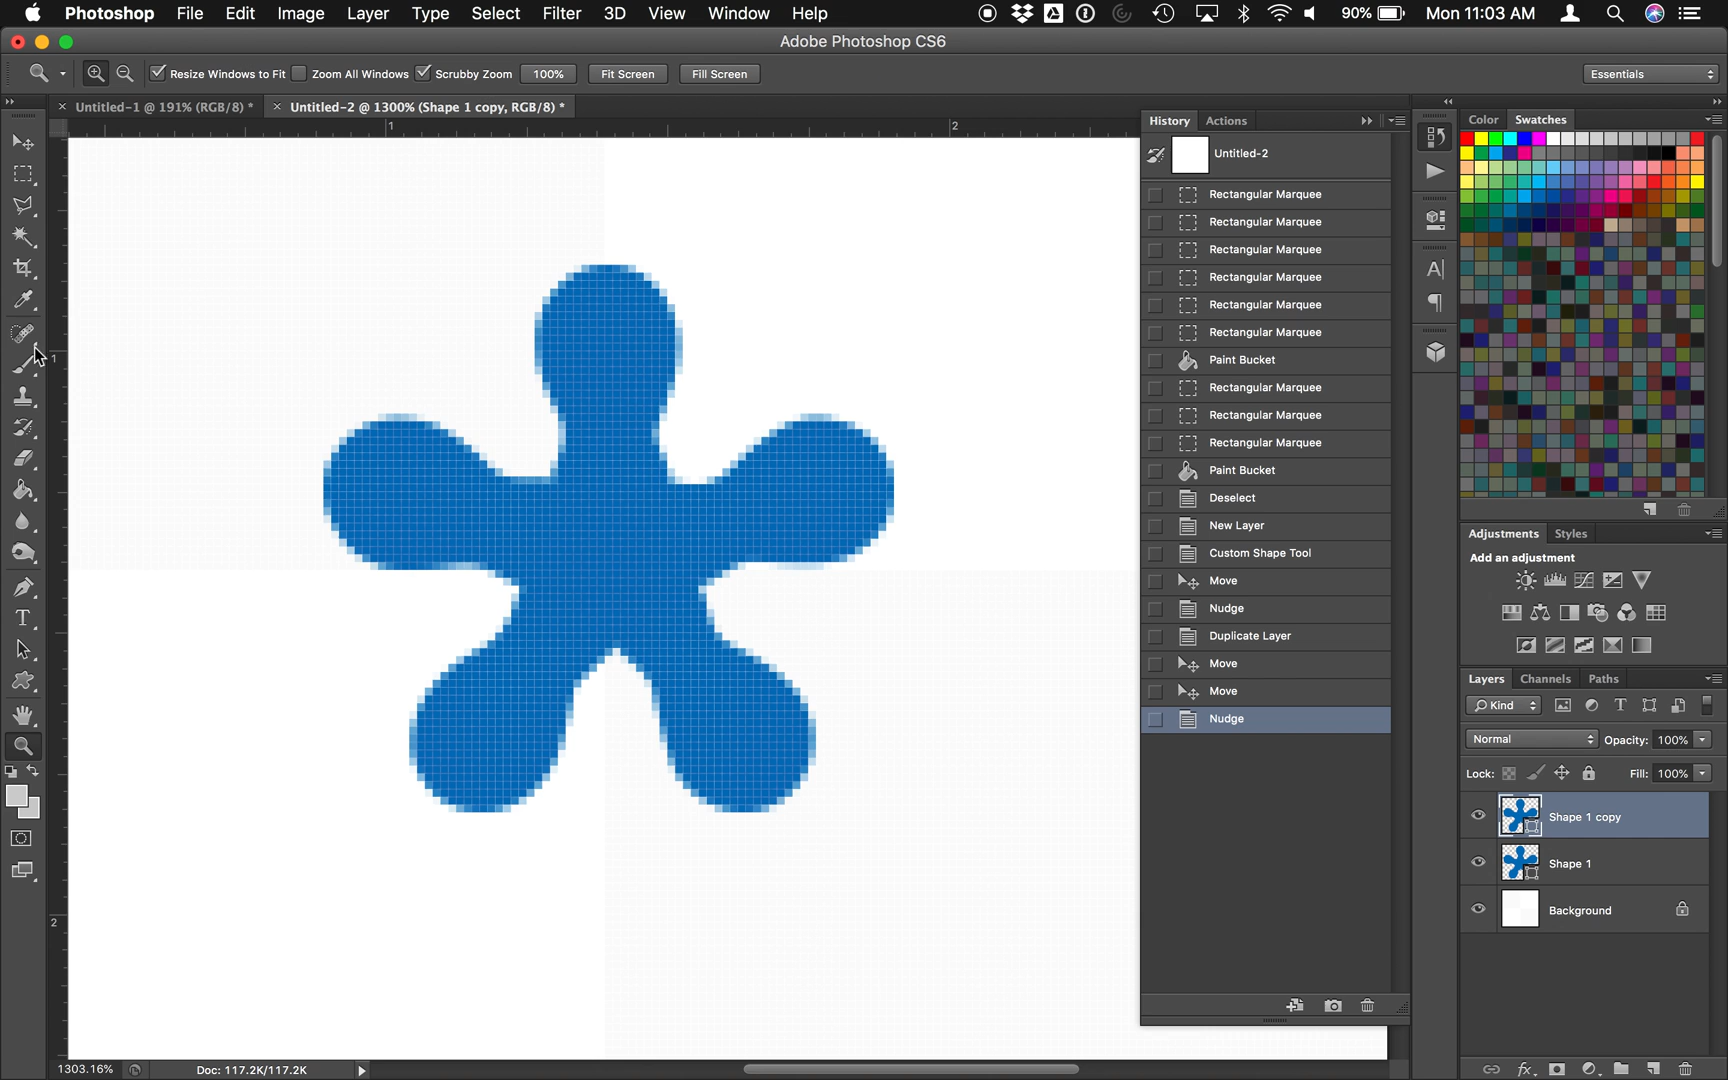 Photoshop File Edit Image Layer Type Select Filter 3D View Window Help 90% Mon 11:03 AM
Adobe Photoshop CS6
Resize Windows to Fit Zoom All Windows Scrubby Zoom 100% Fit Screen Fill Screen Essentials
Untitled-1 @ 191% (RGB/8) * Untitled-2 @ 1300% (Shape 1 copy, RGB/8) *
1 2
1
2
History Actions
Untitled-2
Rectangular Marquee
Rectangular Marquee
Rectangular Marquee
Rectangular Marquee
Rectangular Marquee
Rectangular Marquee
Paint Bucket
Rectangular Marquee
Rectangular Marquee
Rectangular Marquee
Paint Bucket
Deselect
New Layer
Custom Shape Tool
Move
Nudge
Duplicate Layer
Move
Move
Nudge
Color Swatches
Adjustments Styles
Add an adjustment
Layers Channels Paths
Kind
Normal Opacity: 100%
Lock: Fill: 100%
Shape 1 copy
Shape 1
Background
fx
1303.16% Doc: 117.2K/117.2K